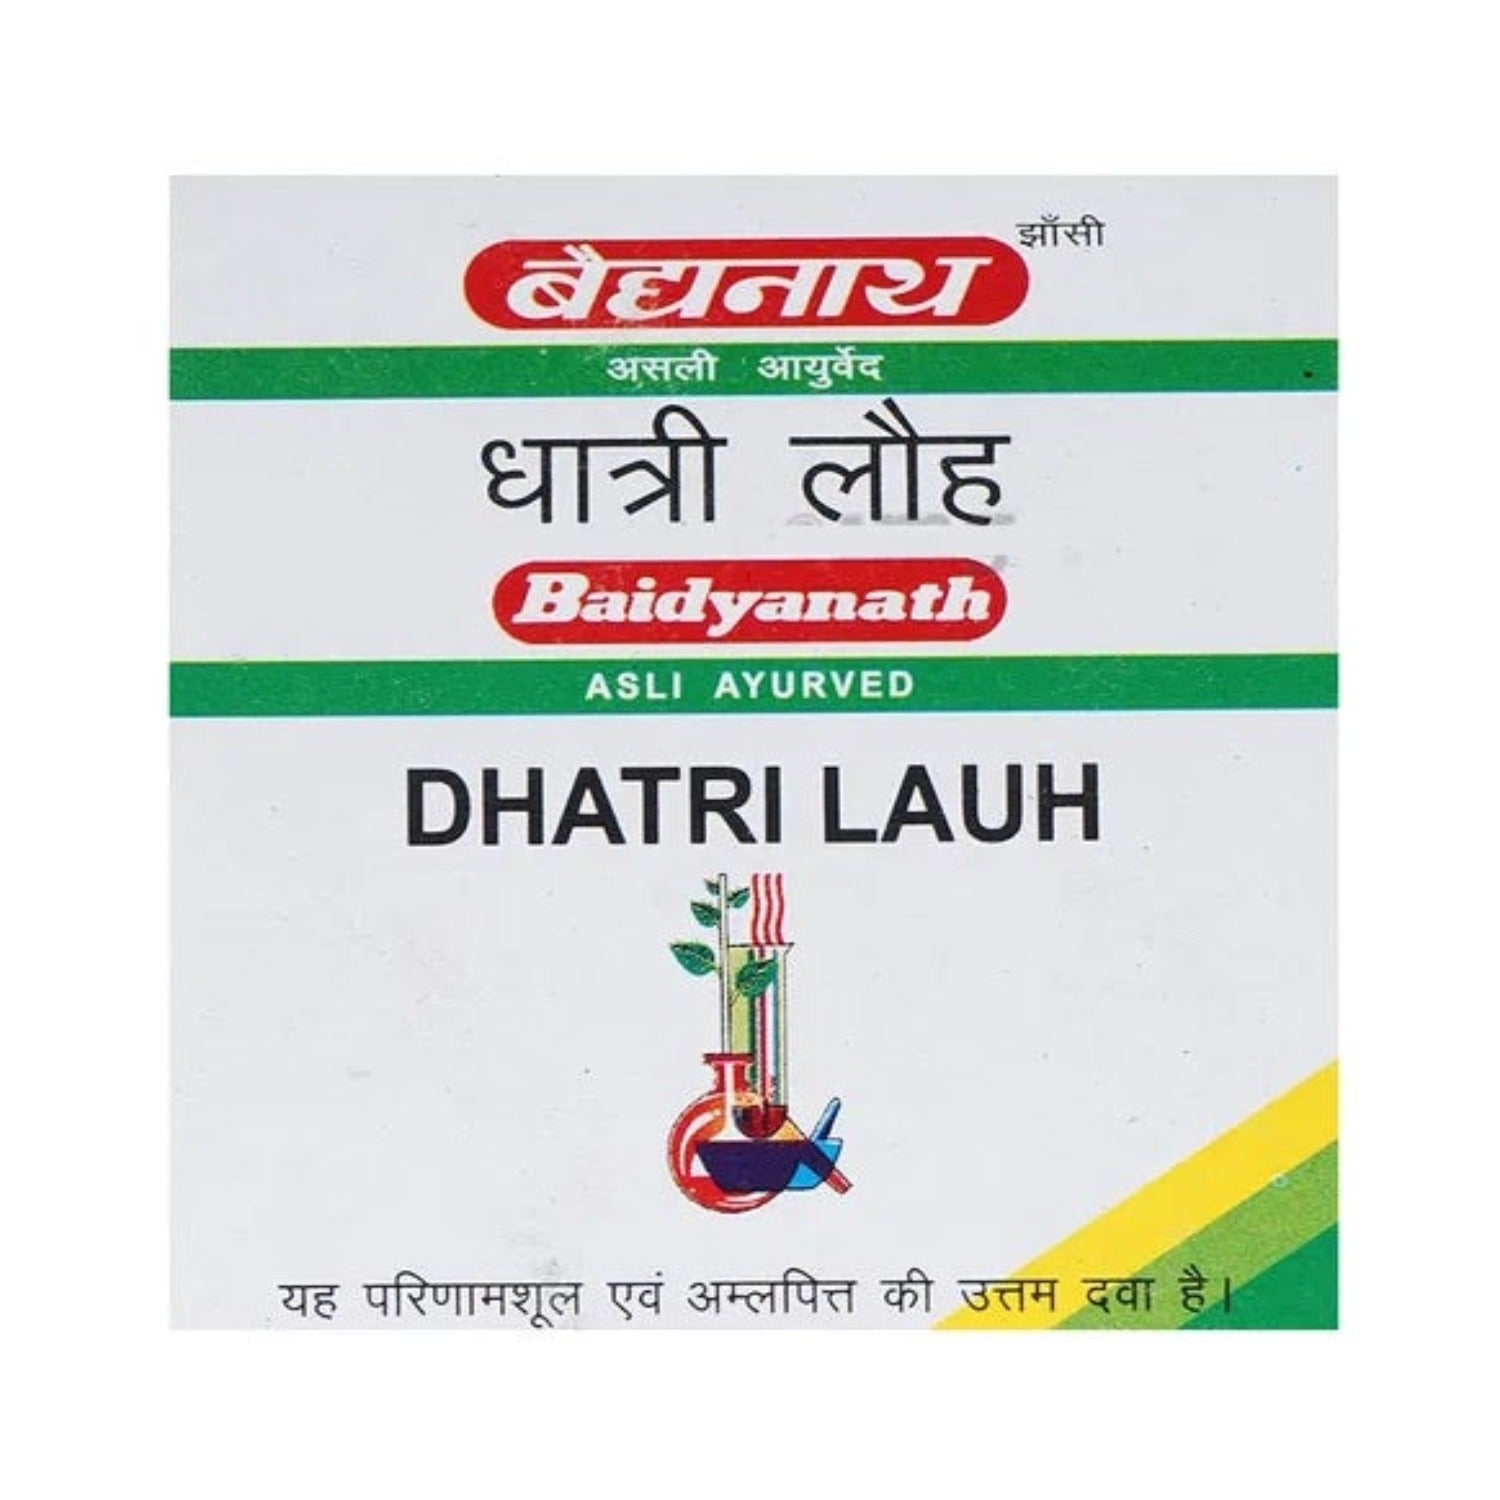 झाँसी
बैद्यनाथ
असली आयुर्वेद
धात्री लौह
Baidyanath
ASLI AYURVED
DHATRI LAUH
यह परिणामशूल एवं अम्लपित्त की उत्तम दवा है।